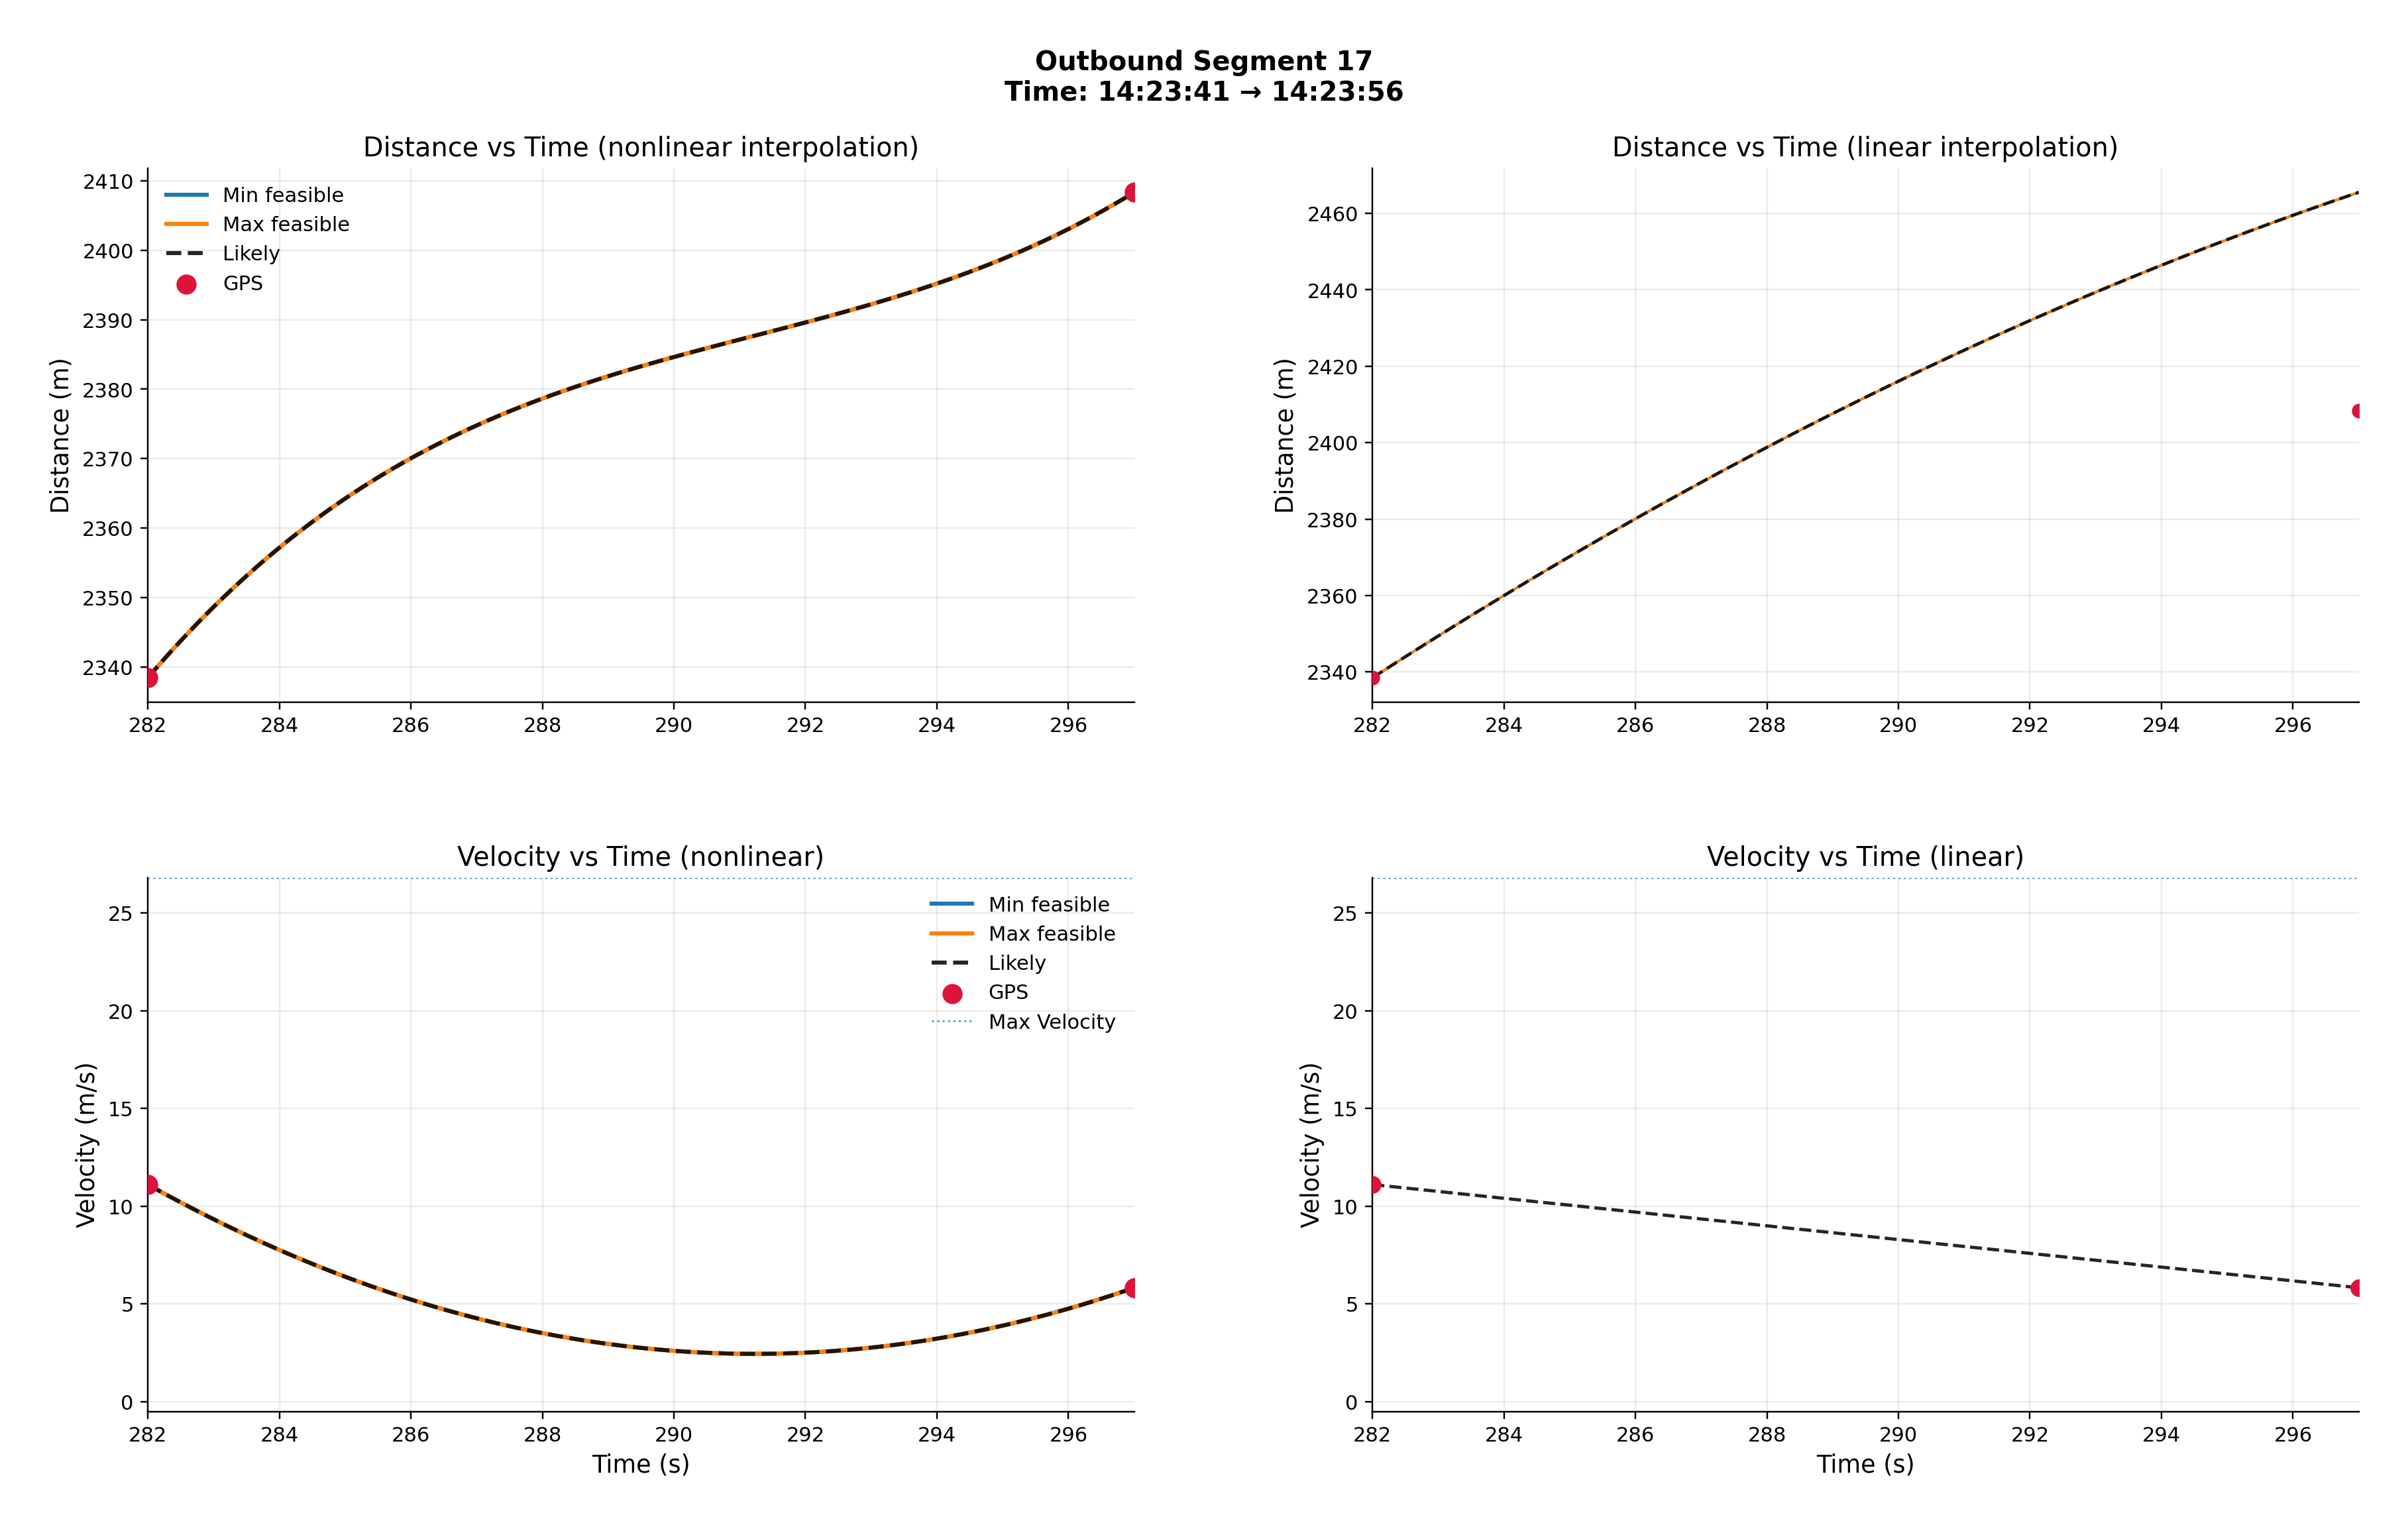 Outbound Segment 17
Time: 14:23:41 → 14:23:56
Distance vs Time (nonlinear interpolation)
Distance (m)
2410
2400
2390
2380
2370
2360
2350
2340
Min feasible
Max feasible
Likely
GPS
282 284 286 288 290 292 294 296
Distance vs Time (linear interpolation)
Distance (m)
2460
2440
2420
2400
2380
2360
2340
282 284 286 288 290 292 294 296
Velocity vs Time (nonlinear)
Velocity (m/s)
25
20
15
10
5
0
Min feasible
Max feasible
Likely
GPS
Max Velocity
282 284 286 288 290 292 294 296
Time (s)
Velocity vs Time (linear)
Velocity (m/s)
25
20
15
10
5
0
282 284 286 288 290 292 294 296
Time (s)